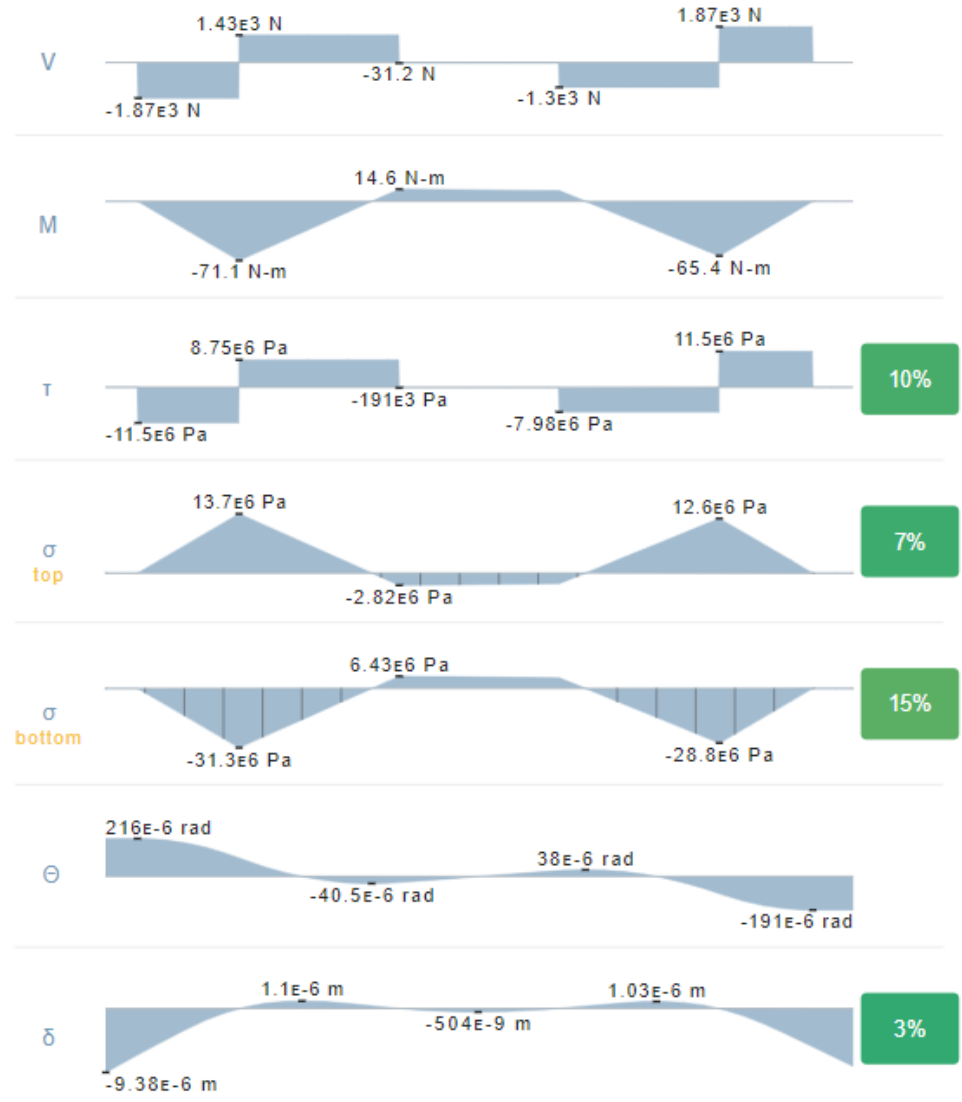 1.43E3 N
1.87E3 N
V
-31.2 N
-1.3E3 N
-1.87E3 N
14.6 N-m
M
-71.1 N-m
-65.4 N-m
8.75E6 Pa
11.5E6 Pa
τ
10%
-191E3 Pa
-7.98E6 Pa
-11.5E6 Pa
13.7E6 Pa
12.6E6 Pa
σ
top
7%
-2.82E6 Pa
6.43E6 Pa
σ
bottom
15%
-31.3E6 Pa
-28.8E6 Pa
216E-6 rad
38E-6 rad
Θ
-40.5E-6 rad
-191E-6 rad
1.1E-6 m
1.03E-6 m
-504E-9 m
δ
3%
-9.38E-6 m